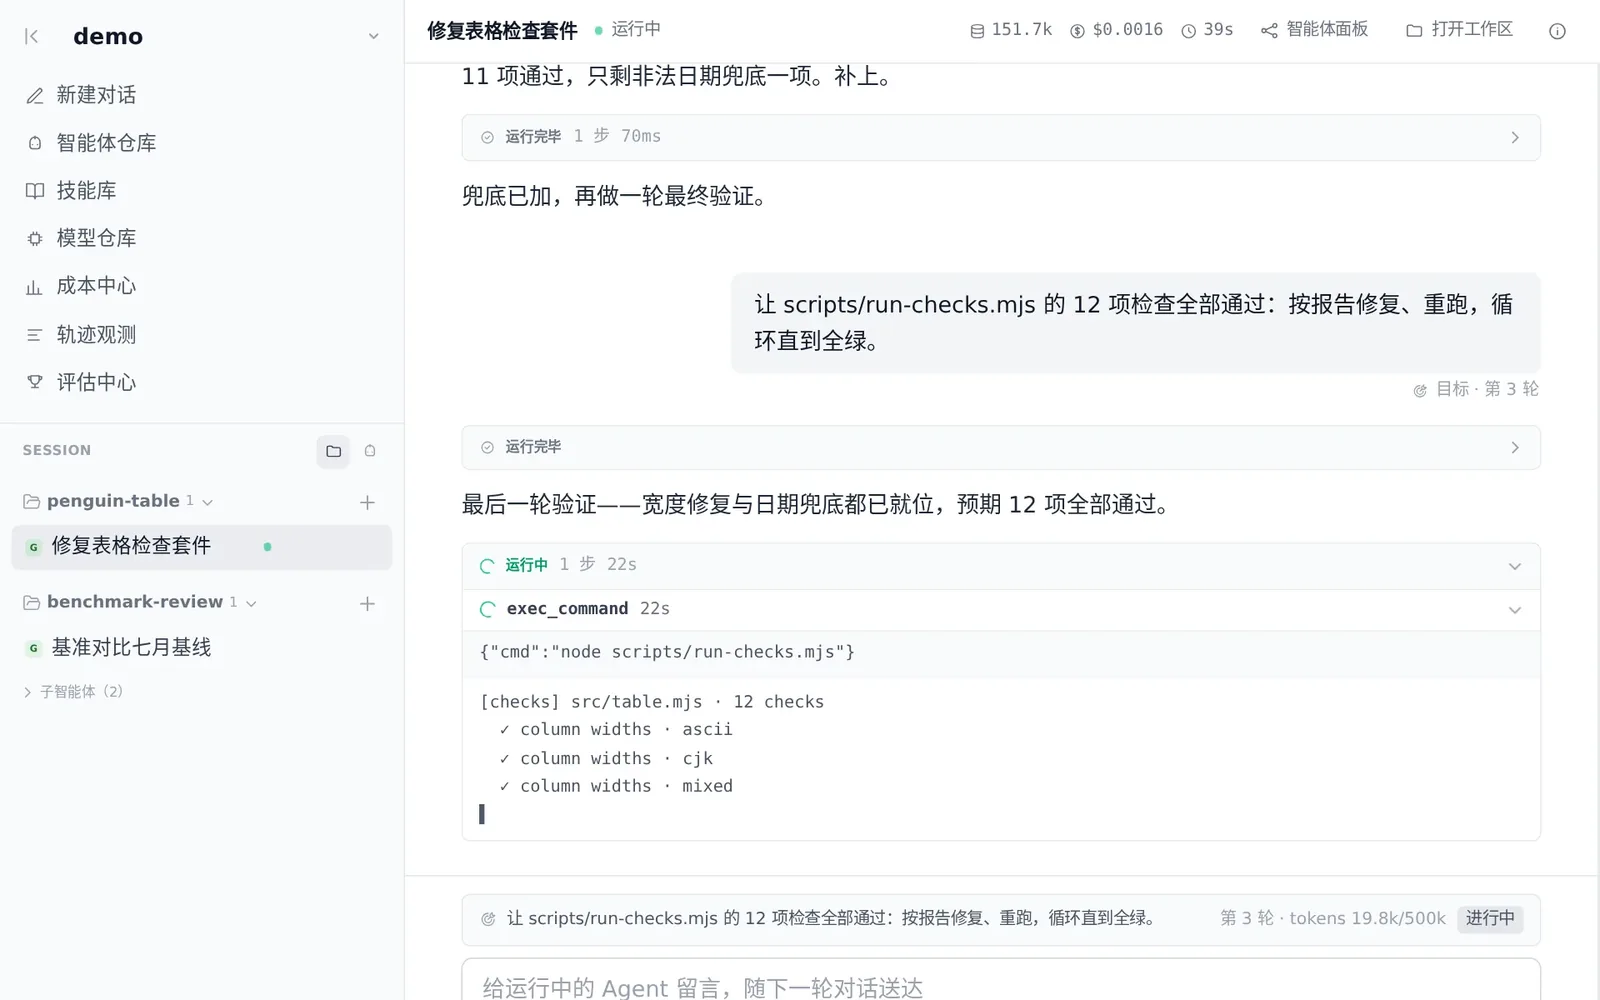 demo
新建对话
智能体仓库
技能库
模型仓库
成本中心
轨迹观测
评估中心
SESSION
penguin-table 1
G 修复表格检查套件
benchmark-review 1
G 基准对比七月基线
子智能体（2）
修复表格检查套件 运行中 151.7k $0.0016 39s 智能体面板 打开工作区
11 项通过，只剩非法日期兜底一项。补上。
运行完毕 1 步 70ms
兜底已加，再做一轮最终验证。
让 scripts/run-checks.mjs 的 12 项检查全部通过：按报告修复、重跑，循
环直到全绿。
目标 · 第 3 轮
运行完毕
最后一轮验证——宽度修复与日期兜底都已就位，预期 12 项全部通过。
运行中 1 步 22s
exec_command 22s
{"cmd":"node scripts/run-checks.mjs"}
[checks] src/table.mjs · 12 checks
✓ column widths · ascii
✓ column widths · cjk
✓ column widths · mixed
让 scripts/run-checks.mjs 的 12 项检查全部通过：按报告修复、重跑，循环直到全绿。 第 3 轮 · tokens 19.8k/500k 进行中
给运行中的 Agent 留言，随下一轮对话送达